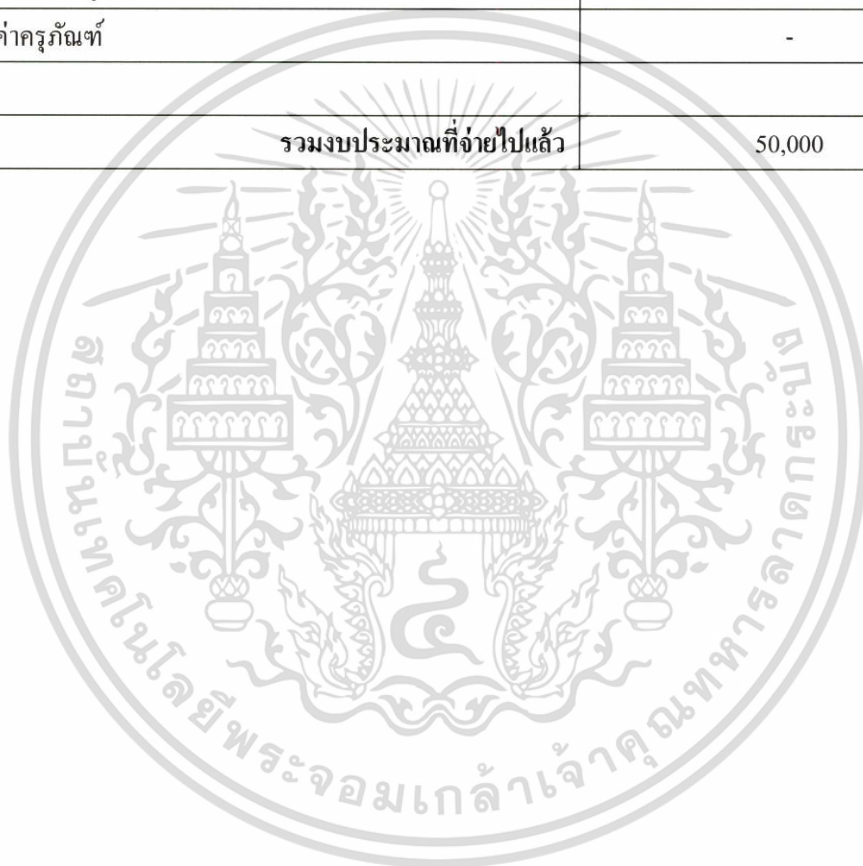 ค่าครุภัณฑ์ -
รวมงบประมาณที่จ่ายไปแล้ว 50,000
สถาบันเทคโนโลยีพระจอมเกล้าเจ้าคุณทหารลาดกระบัง
๔